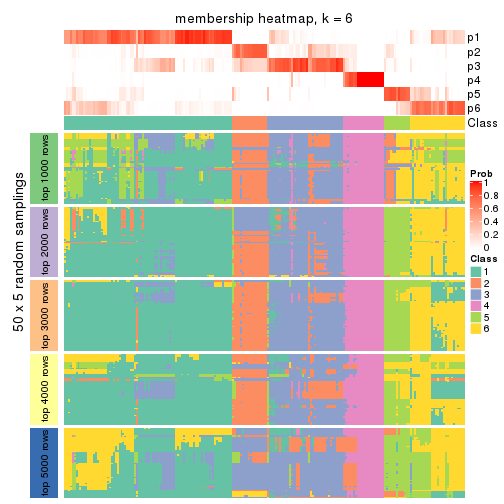 membership heatmap, k = 6
p1
p2
p3
p4
p5
p6
Class
50 x 5 random samplings
top 1000 rows
top 2000 rows
top 3000 rows
top 4000 rows
top 5000 rows
Prob
1
0.8
0.6
0.4
0.2
0
Class
1
2
3
4
5
6